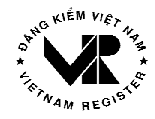 ĐĂNG KIỂM VIỆT NAM
VR
VIETNAM REGISTER